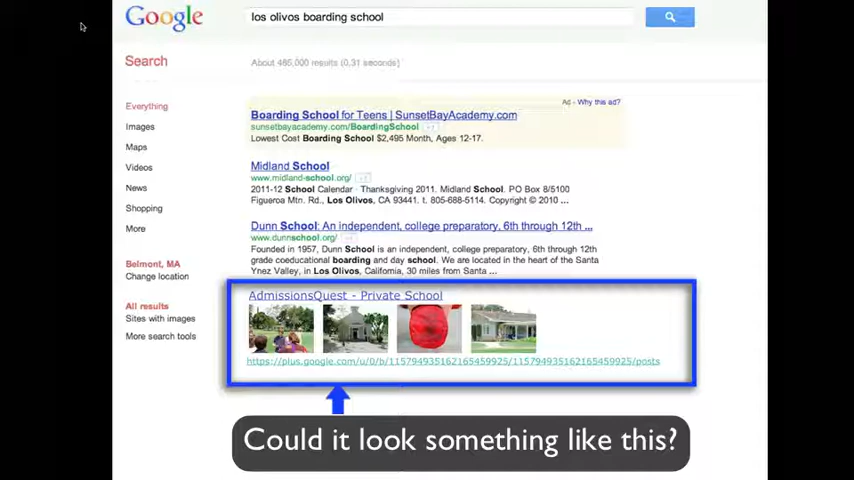 Google
los olivos boarding school
Search
About 465,000 results (0.31 seconds)
Ad - Why this ad?
Everything
Images
Maps
Videos
News
Shopping
More
Belmont, MA
Change location
All results
Sites with images
More search tools
Boarding School for Teens | SunsetBayAcademy.com
sunsetbayacademy.com/BoardingSchool
Lowest Cost Boarding School $2,495 Month, Ages 12-17.
Midland School
www.midland-school.org/
2011-12 School Calendar · Thanksgiving 2011. Midland School. PO Box 8/5100
Figueroa Mtn. Rd., Los Olivos, CA 93441. t. 805-688-5114. Copyright © 2010 ...
Dunn School: An independent, college preparatory, 6th through 12th ...
www.dunnschool.org/
Founded in 1957, Dunn School is an independent, college preparatory, 6th through 12th
grade coeducational boarding and day school. We are located in the heart of the Santa
Ynez Valley, in Los Olivos, California, 30 miles from Santa ...
AdmissionsQuest - Private School
https://plus.google.com/u/0/b/115794935162165459925/115794935162165459925/posts
Could it look something like this?